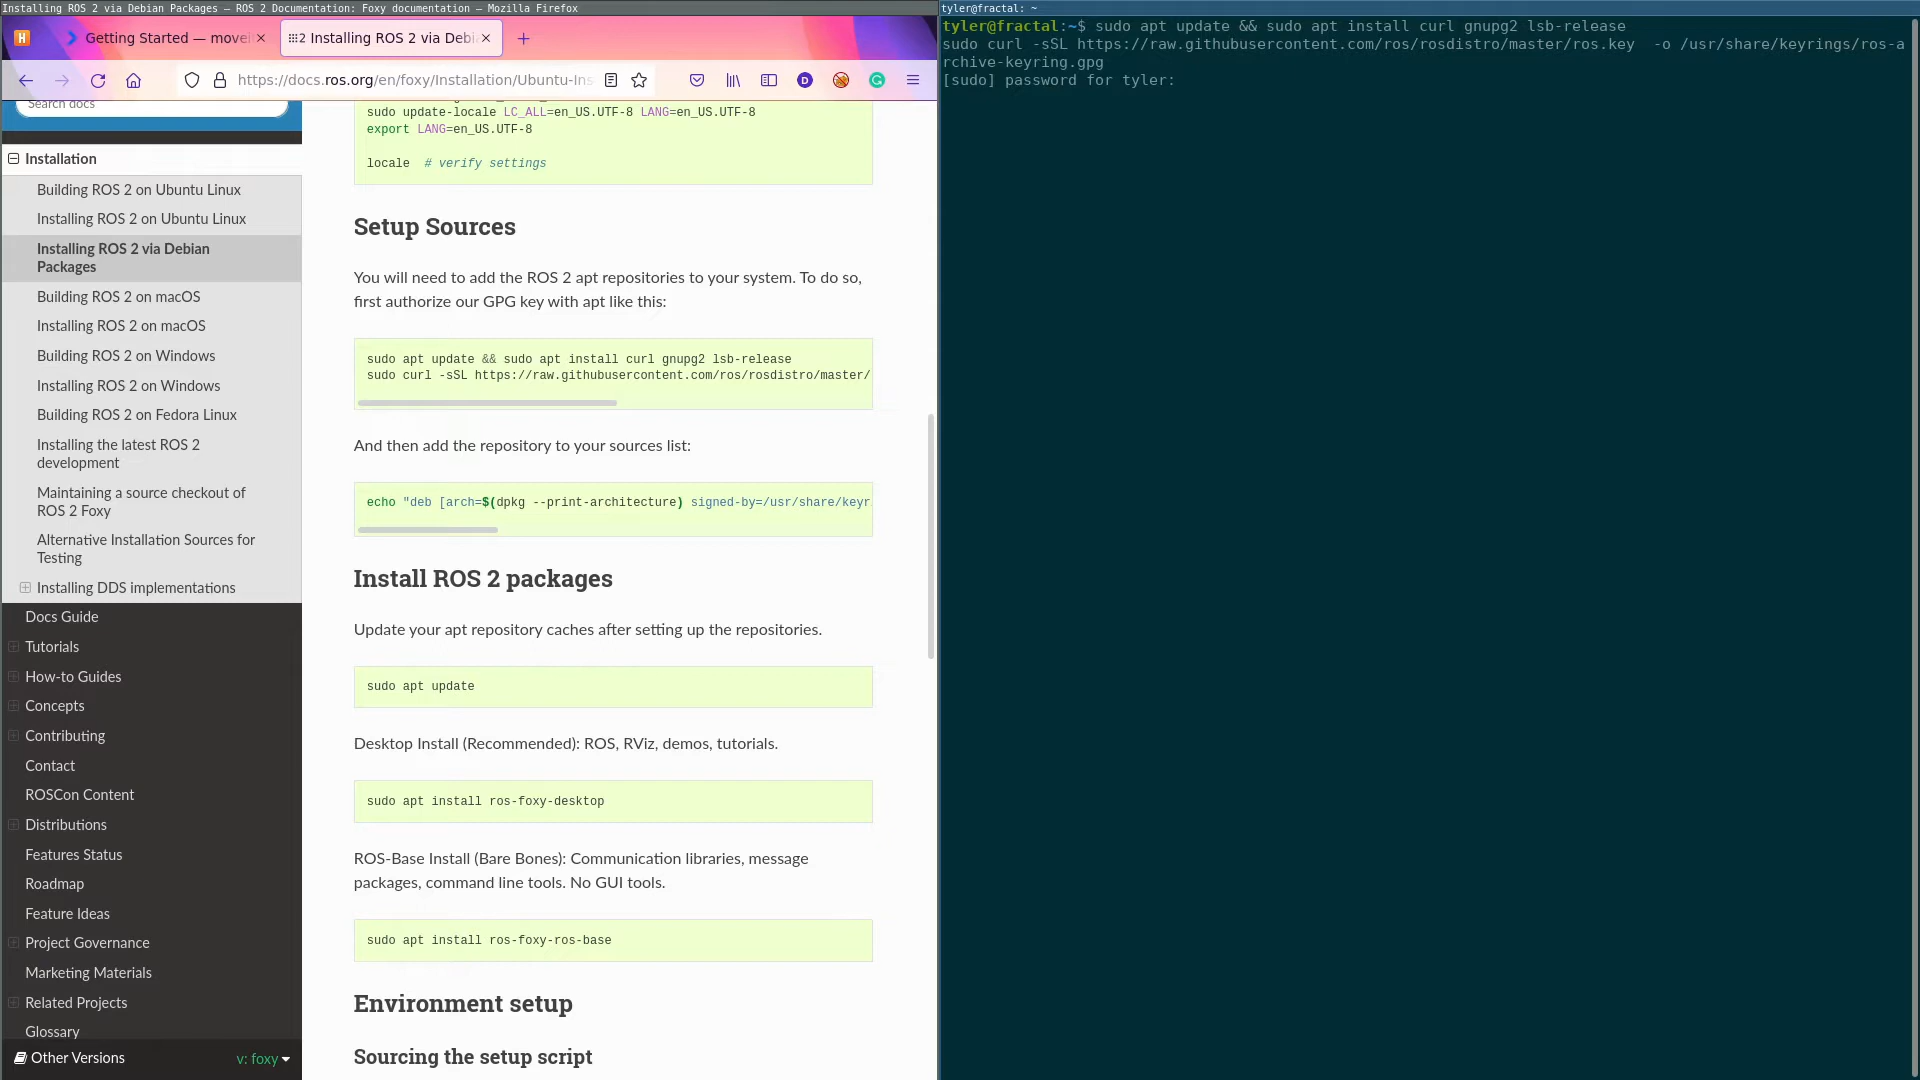 Installing ROS 2 via Debian Packages — ROS 2 Documentation: Foxy documentation — Mozilla Firefox
Getting Started — movei
Installing ROS 2 via Debi
https://docs.ros.org/en/foxy/Installation/Ubuntu-Ins
Search docs
Installation
Building ROS 2 on Ubuntu Linux
Installing ROS 2 on Ubuntu Linux
Installing ROS 2 via Debian
Packages
Building ROS 2 on macOS
Installing ROS 2 on macOS
Building ROS 2 on Windows
Installing ROS 2 on Windows
Building ROS 2 on Fedora Linux
Installing the latest ROS 2
development
Maintaining a source checkout of
ROS 2 Foxy
Alternative Installation Sources for
Testing
Installing DDS implementations
Docs Guide
Tutorials
How-to Guides
Concepts
Contributing
Contact
ROSCon Content
Distributions
Features Status
Roadmap
Feature Ideas
Project Governance
Marketing Materials
Related Projects
Glossary
Other Versions
v: foxy
sudo update-locale LC_ALL=en_US.UTF-8 LANG=en_US.UTF-8
export LANG=en_US.UTF-8
locale  # verify settings
Setup Sources
You will need to add the ROS 2 apt repositories to your system. To do so,
first authorize our GPG key with apt like this:
sudo apt update && sudo apt install curl gnupg2 lsb-release
sudo curl -sSL https://raw.githubusercontent.com/ros/rosdistro/master/
And then add the repository to your sources list:
echo "deb [arch=$(dpkg --print-architecture) signed-by=/usr/share/keyr
Install ROS 2 packages
Update your apt repository caches after setting up the repositories.
sudo apt update
Desktop Install (Recommended): ROS, RViz, demos, tutorials.
sudo apt install ros-foxy-desktop
ROS-Base Install (Bare Bones): Communication libraries, message
packages, command line tools. No GUI tools.
sudo apt install ros-foxy-ros-base
Environment setup
Sourcing the setup script
tyler@fractal: ~
tyler@fractal:~$ sudo apt update && sudo apt install curl gnupg2 lsb-release
sudo curl -sSL https://raw.githubusercontent.com/ros/rosdistro/master/ros.key  -o /usr/share/keyrings/ros-a
rchive-keyring.gpg
[sudo] password for tyler: